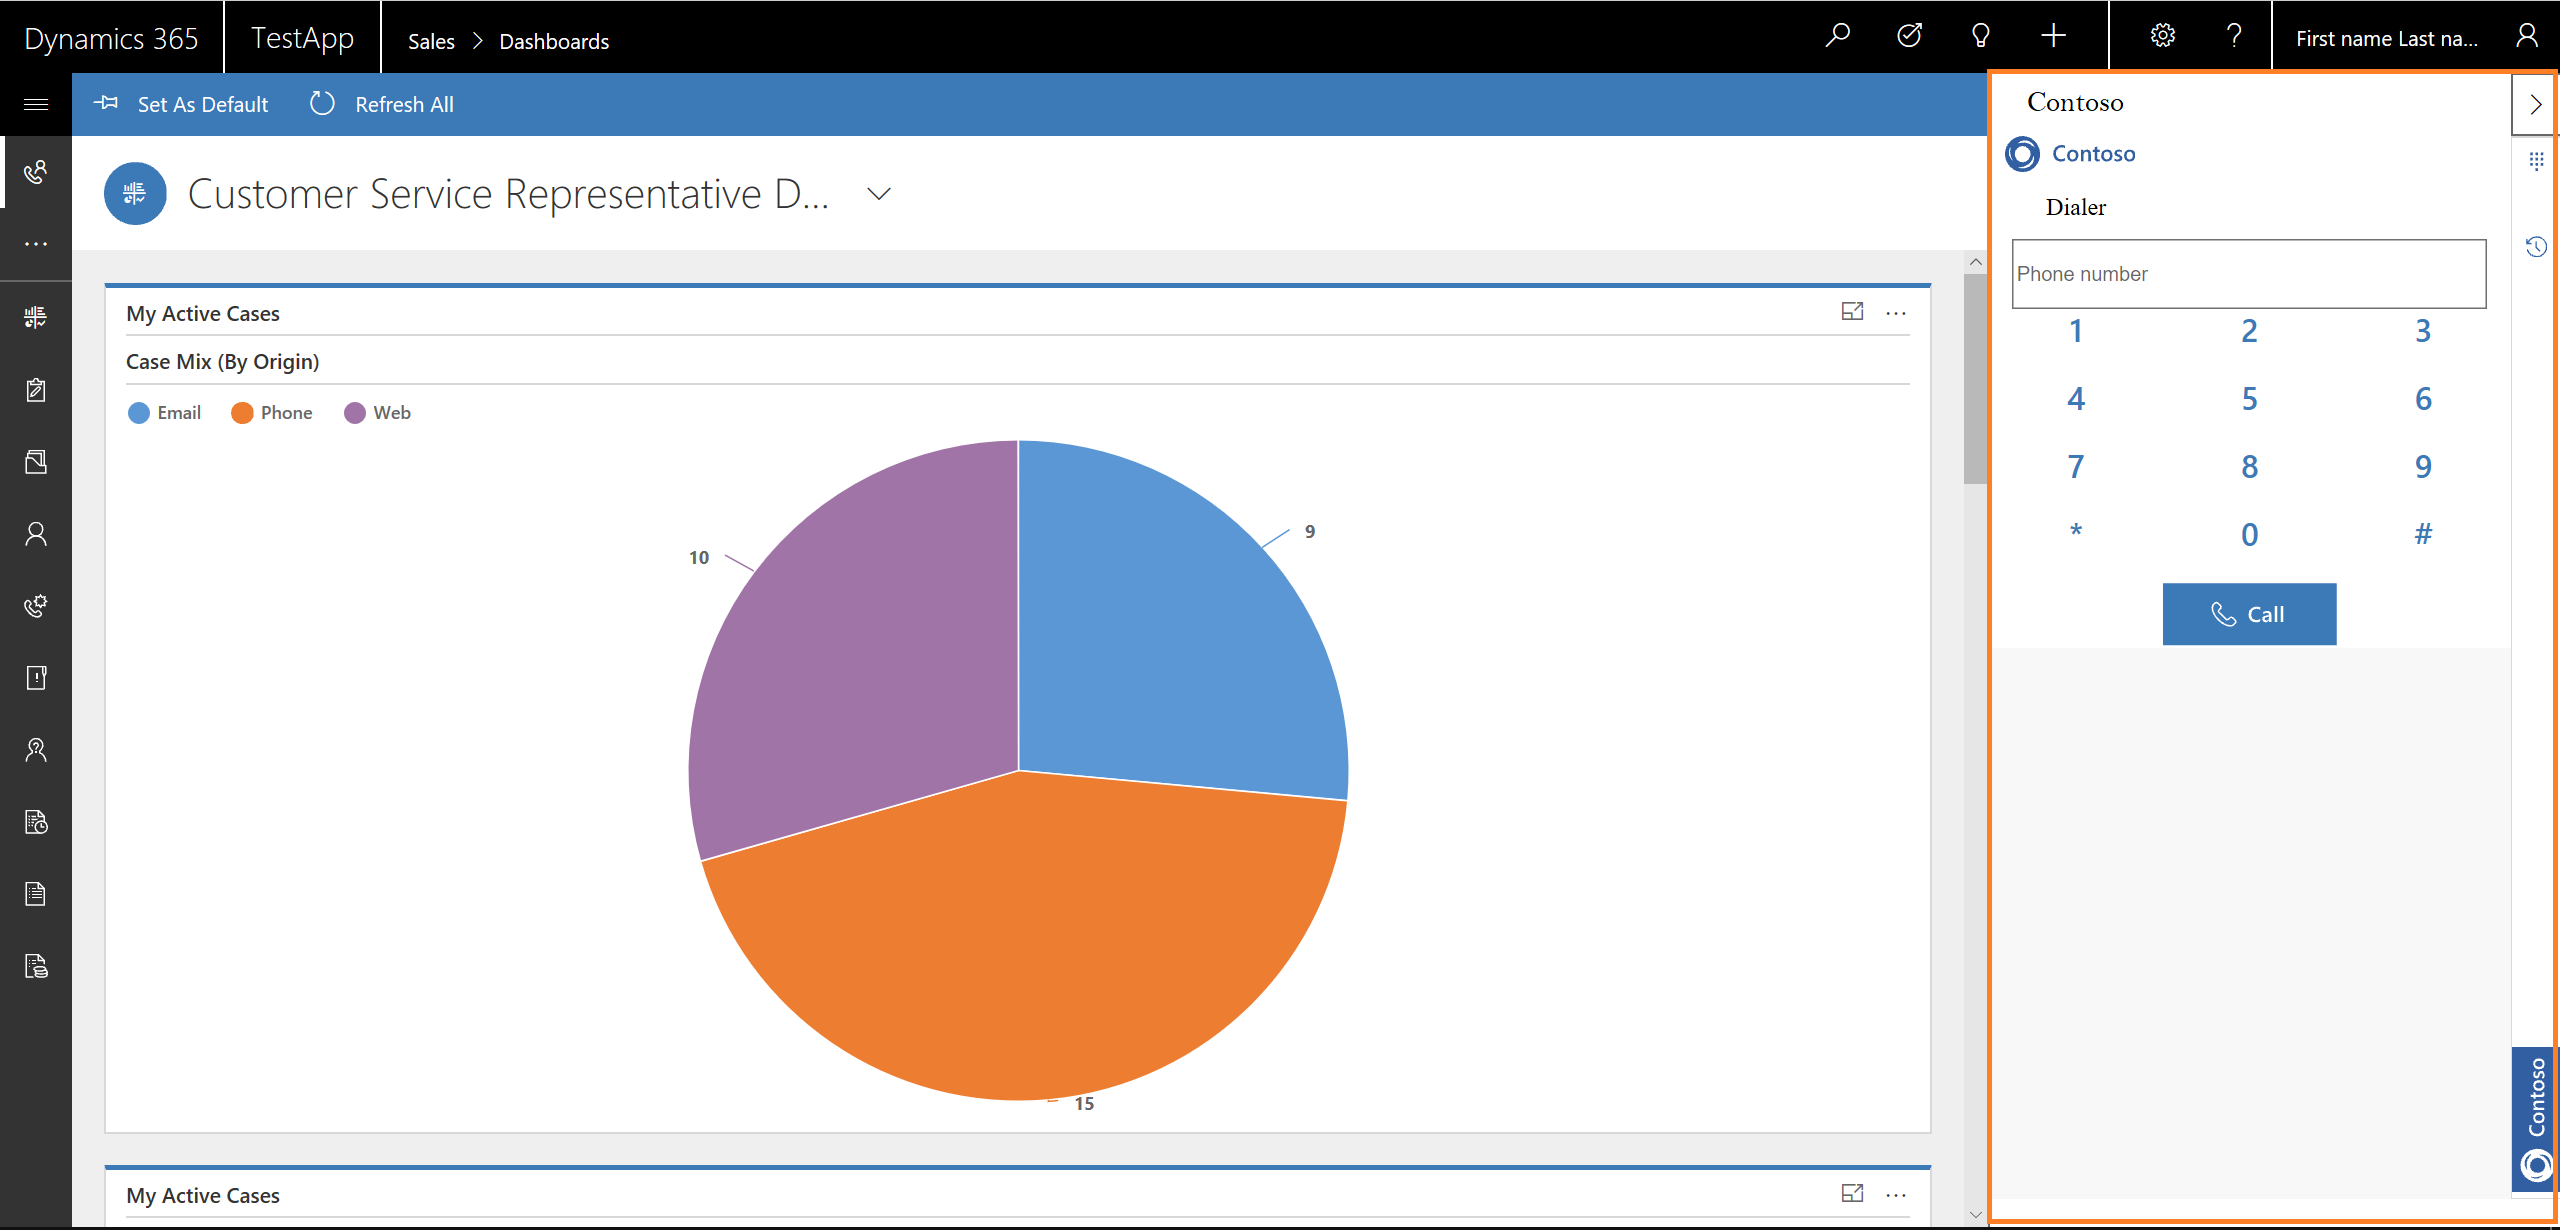 Dynamics 365 TestApp Sales > Dashboards First name Last na...
Set As Default Refresh All
Customer Service Representative D...
My Active Cases
Case Mix (By Origin)
Email Phone Web
9
10
15
My Active Cases
Contoso
Contoso
Dialer
Phone number
1 2 3
4 5 6
7 8 9
* 0 #
Call
Contoso